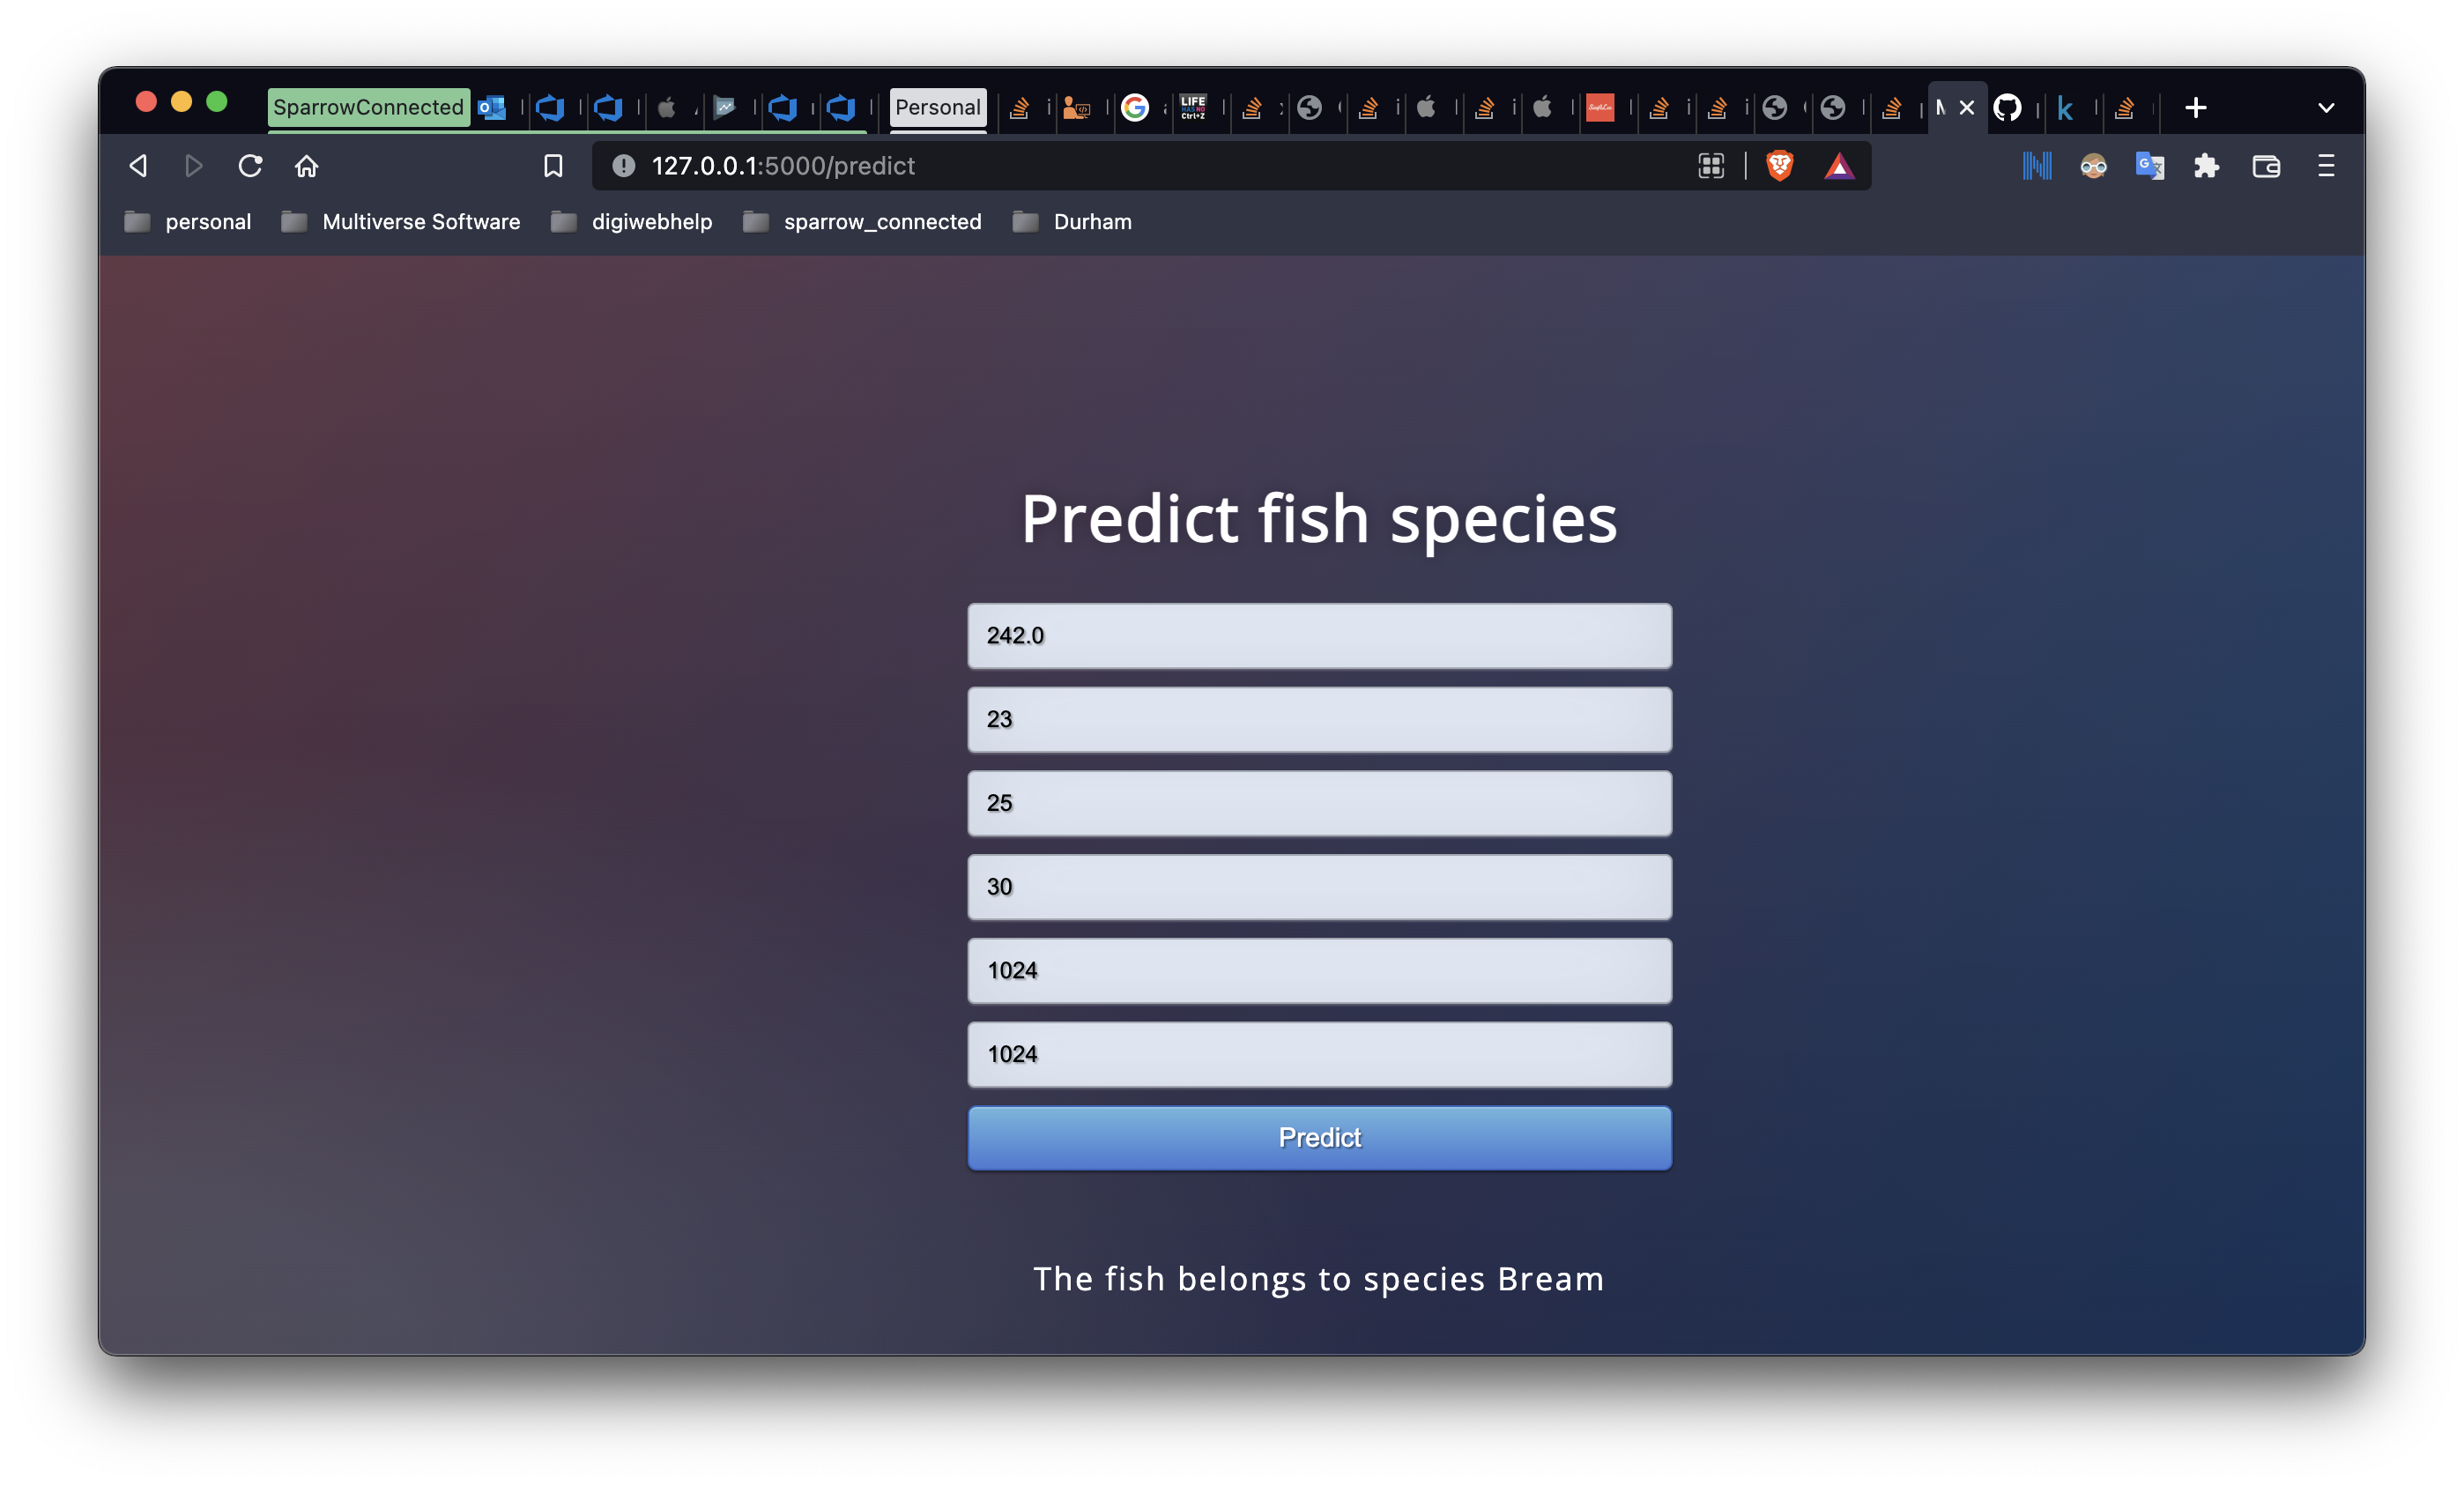 SparrowConnected Personal
127.0.0.1:5000/predict
personal Multiverse Software digiwebhelp sparrow_connected Durham
Predict fish species
242.0
23
25
30
1024
1024
Predict
The fish belongs to species Bream